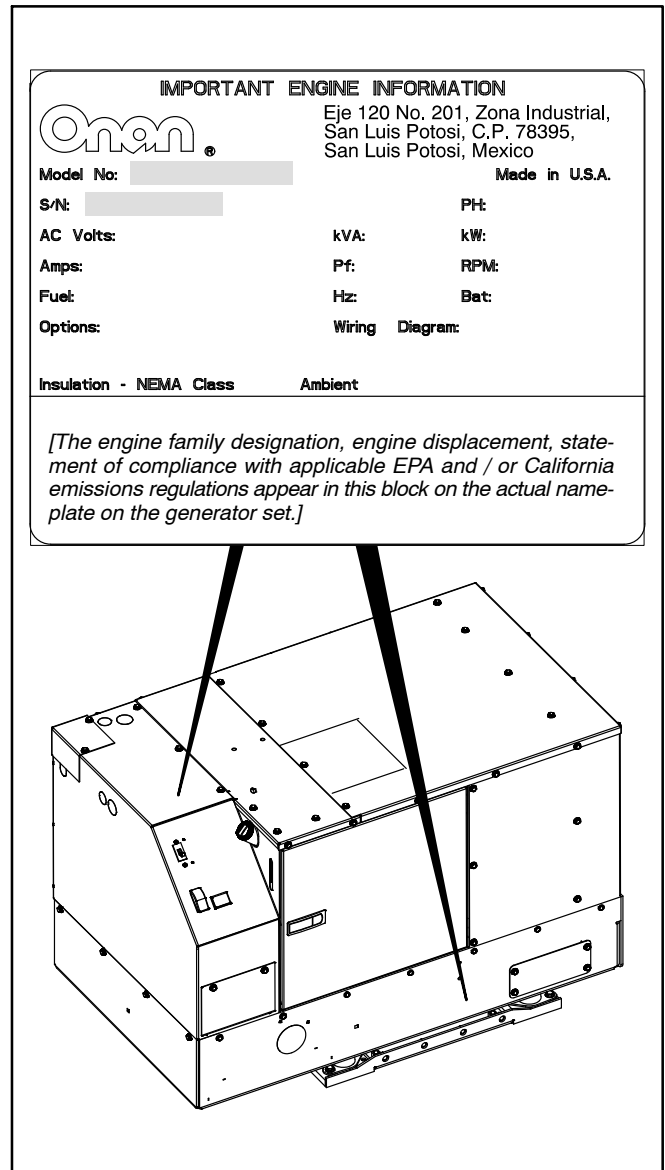 IMPORTANT ENGINE INFORMATION
Onan ®
Eje 120 No. 201, Zona Industrial,
San Luis Potosi, C.P. 78395,
San Luis Potosi, Mexico
Model No:
Made in U.S.A.
S/N:
PH:
AC Volts:
kVA:
kW:
Amps:
Pf:
RPM:
Fuel:
Hz:
Bat:
Options:
Wiring Diagram:
Insulation - NEMA Class
Ambient
[The engine family designation, engine displacement, state-
ment of compliance with applicable EPA and / or California
emissions regulations appear in this block on the actual name-
plate on the generator set.]